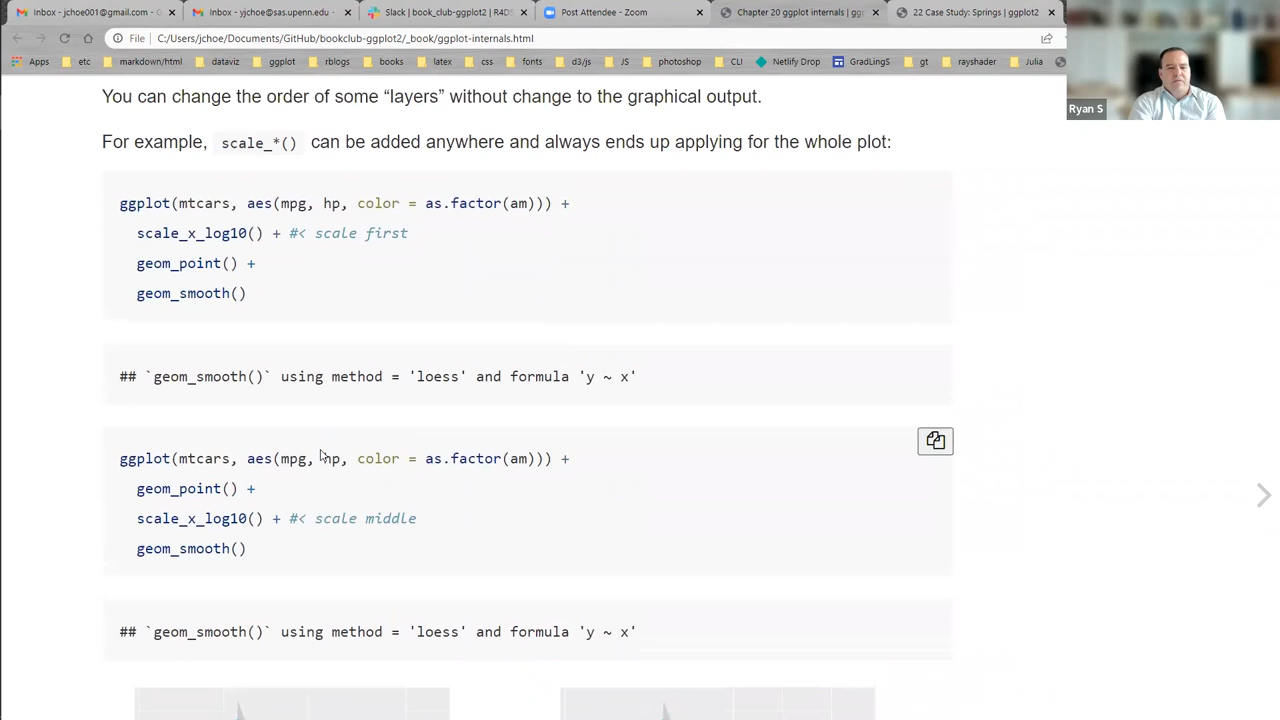 Inbox - jchoe001@gmail.com - G
Inbox - yjchoe@sas.upenn.edu -
Slack | book_club-ggplot2 | R4DS
Post Attendee - Zoom
Chapter 20 ggplot internals | gg
22 Case Study: Springs | ggplot2
File C:/Users/jchoe/Documents/GitHub/bookclub-ggplot2/_book/ggplot-internals.html
Apps etc markdown/html dataviz ggplot rblogs books latex css fonts d3/js JS photoshop CLI Netlify Drop GradLingS gt rayshader Julia
Ryan S
You can change the order of some “layers” without change to the graphical output.
For example, scale_*() can be added anywhere and always ends up applying for the whole plot:
ggplot(mtcars, aes(mpg, hp, color = as.factor(am))) +
scale_x_log10() + #< scale first
geom_point() +
geom_smooth()
## `geom_smooth()` using method = 'loess' and formula 'y ~ x'
ggplot(mtcars, aes(mpg, hp, color = as.factor(am))) +
geom_point() +
scale_x_log10() + #< scale middle
geom_smooth()
## `geom_smooth()` using method = 'loess' and formula 'y ~ x'